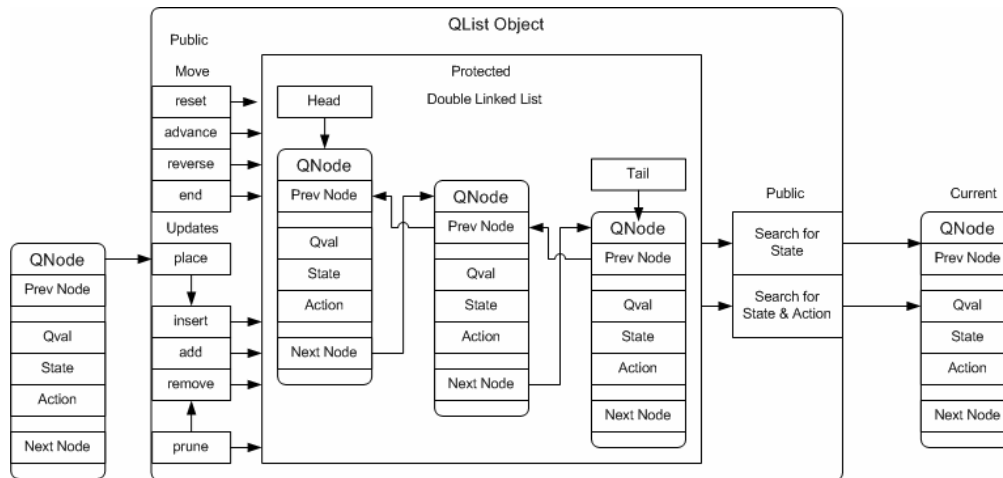 QList Object
Public
Move
reset
advance
reverse
end
Updates
place
insert
add
remove
prune
QNode
Prev Node
Qval
State
Action
Next Node
Protected
Double Linked List
Head
QNode
Prev Node
Qval
State
Action
Next Node
QNode
Prev Node
Qval
State
Action
Next Node
Tail
QNode
Prev Node
Qval
State
Action
Next Node
Public
Search for
State
Search for
State & Action
Current
QNode
Prev Node
Qval
State
Action
Next Node